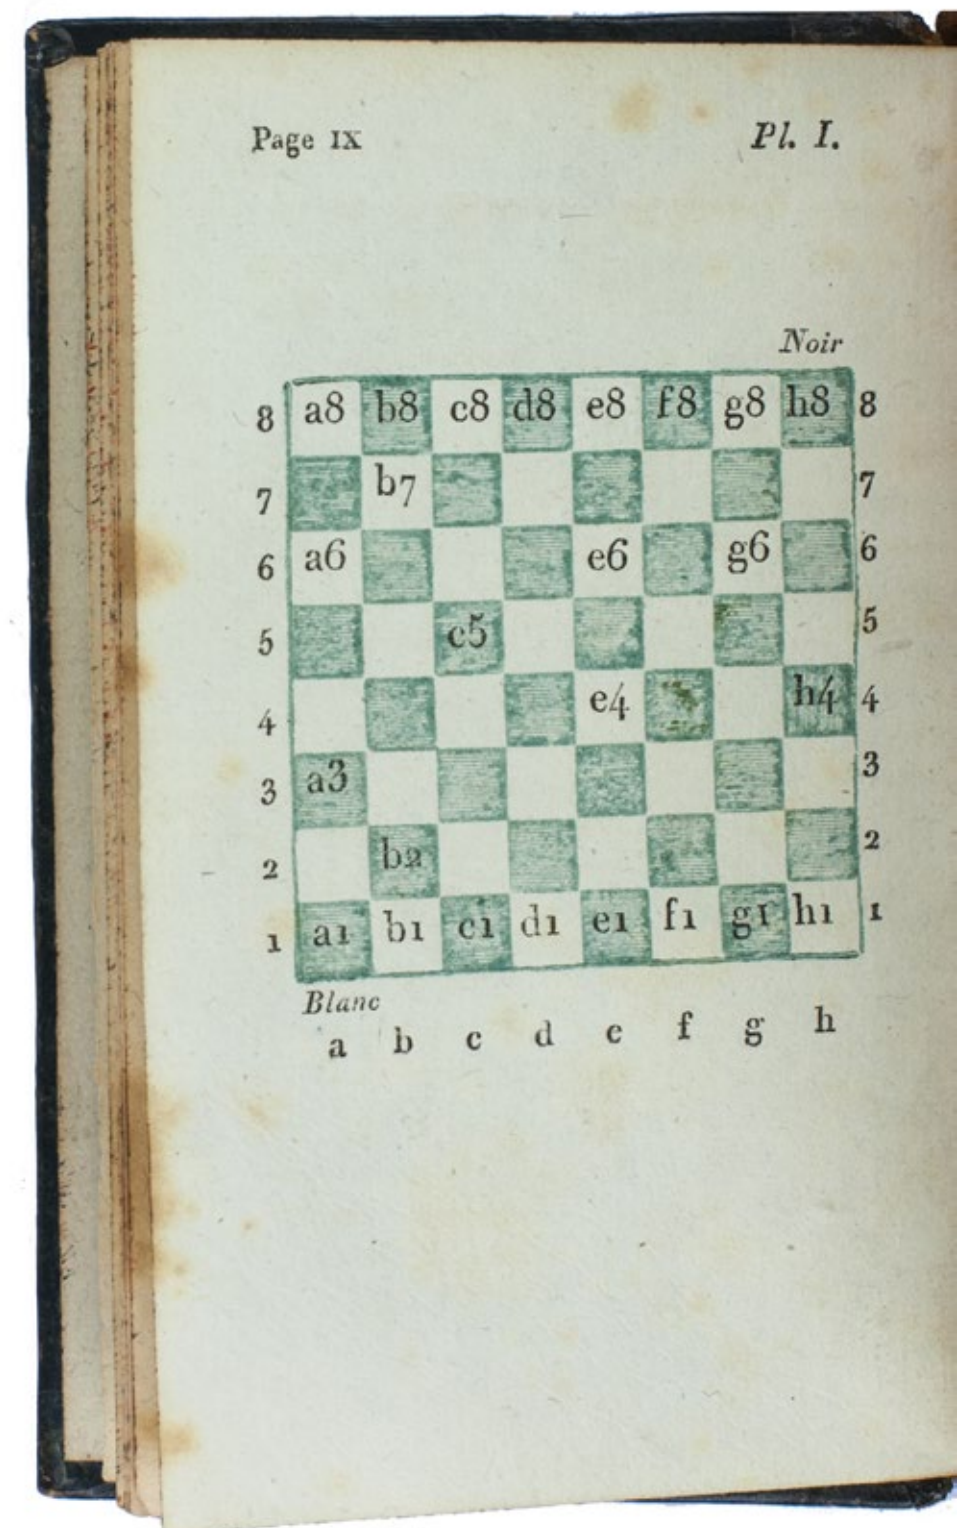 Page IX Pl. I.
Noir
8 a8 b8 c8 d8 e8 f8 g8 h8 8
7 b7 7
6 a6 e6 g6 6
5 c5 5
4 e4 h4 4
3 a3 3
2 b2 2
1 a1 b1 c1 d1 e1 f1 g1 h1 1
Blanc
a b c d e f g h